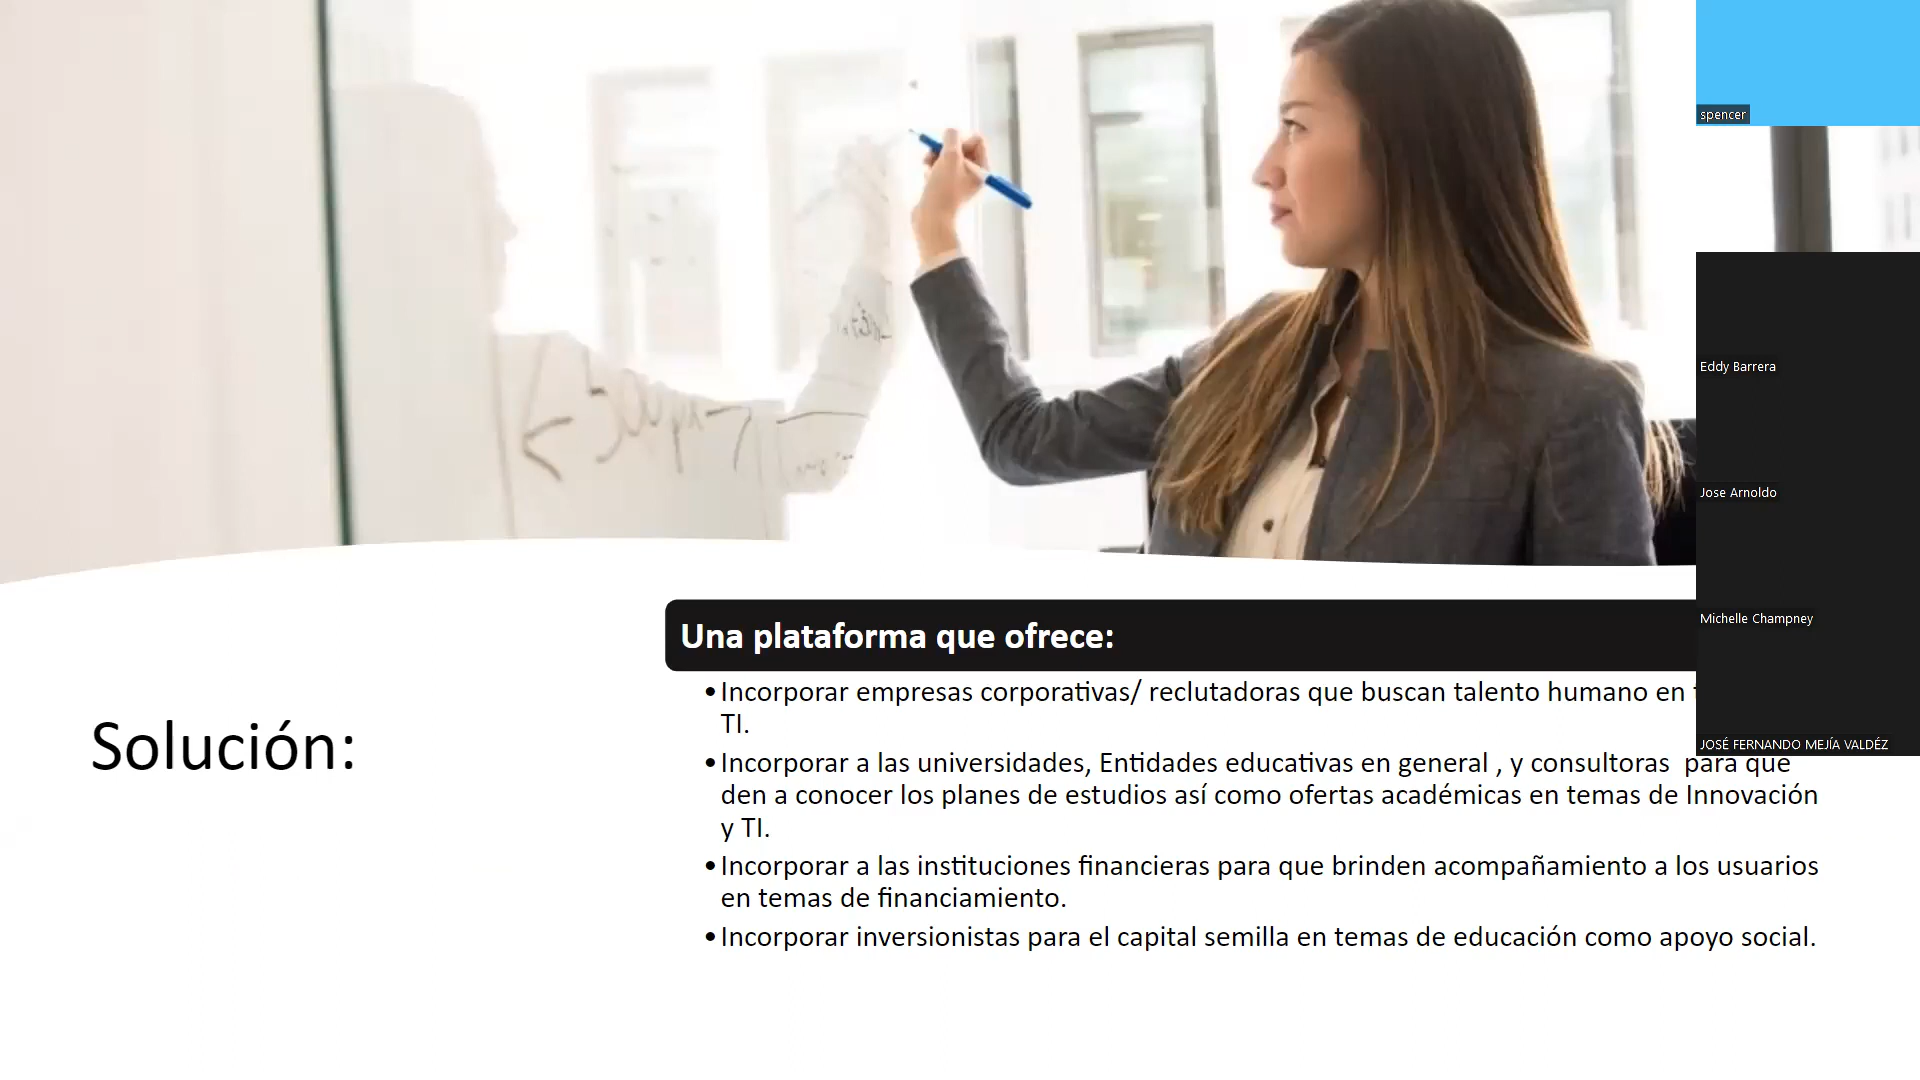 spencer
Eddy Barrera
Jose Arnoldo
Michelle Champney
JOSÉ FERNANDO MEJÍA VALDÉZ
Solución:
Una plataforma que ofrece:
•Incorporar empresas corporativas/ reclutadoras que buscan talento humano en
TI.
•Incorporar a las universidades, Entidades educativas en general , y consultoras para que
den a conocer los planes de estudios así como ofertas académicas en temas de Innovación
y TI.
•Incorporar a las instituciones financieras para que brinden acompañamiento a los usuarios
en temas de financiamiento.
•Incorporar inversionistas para el capital semilla en temas de educación como apoyo social.